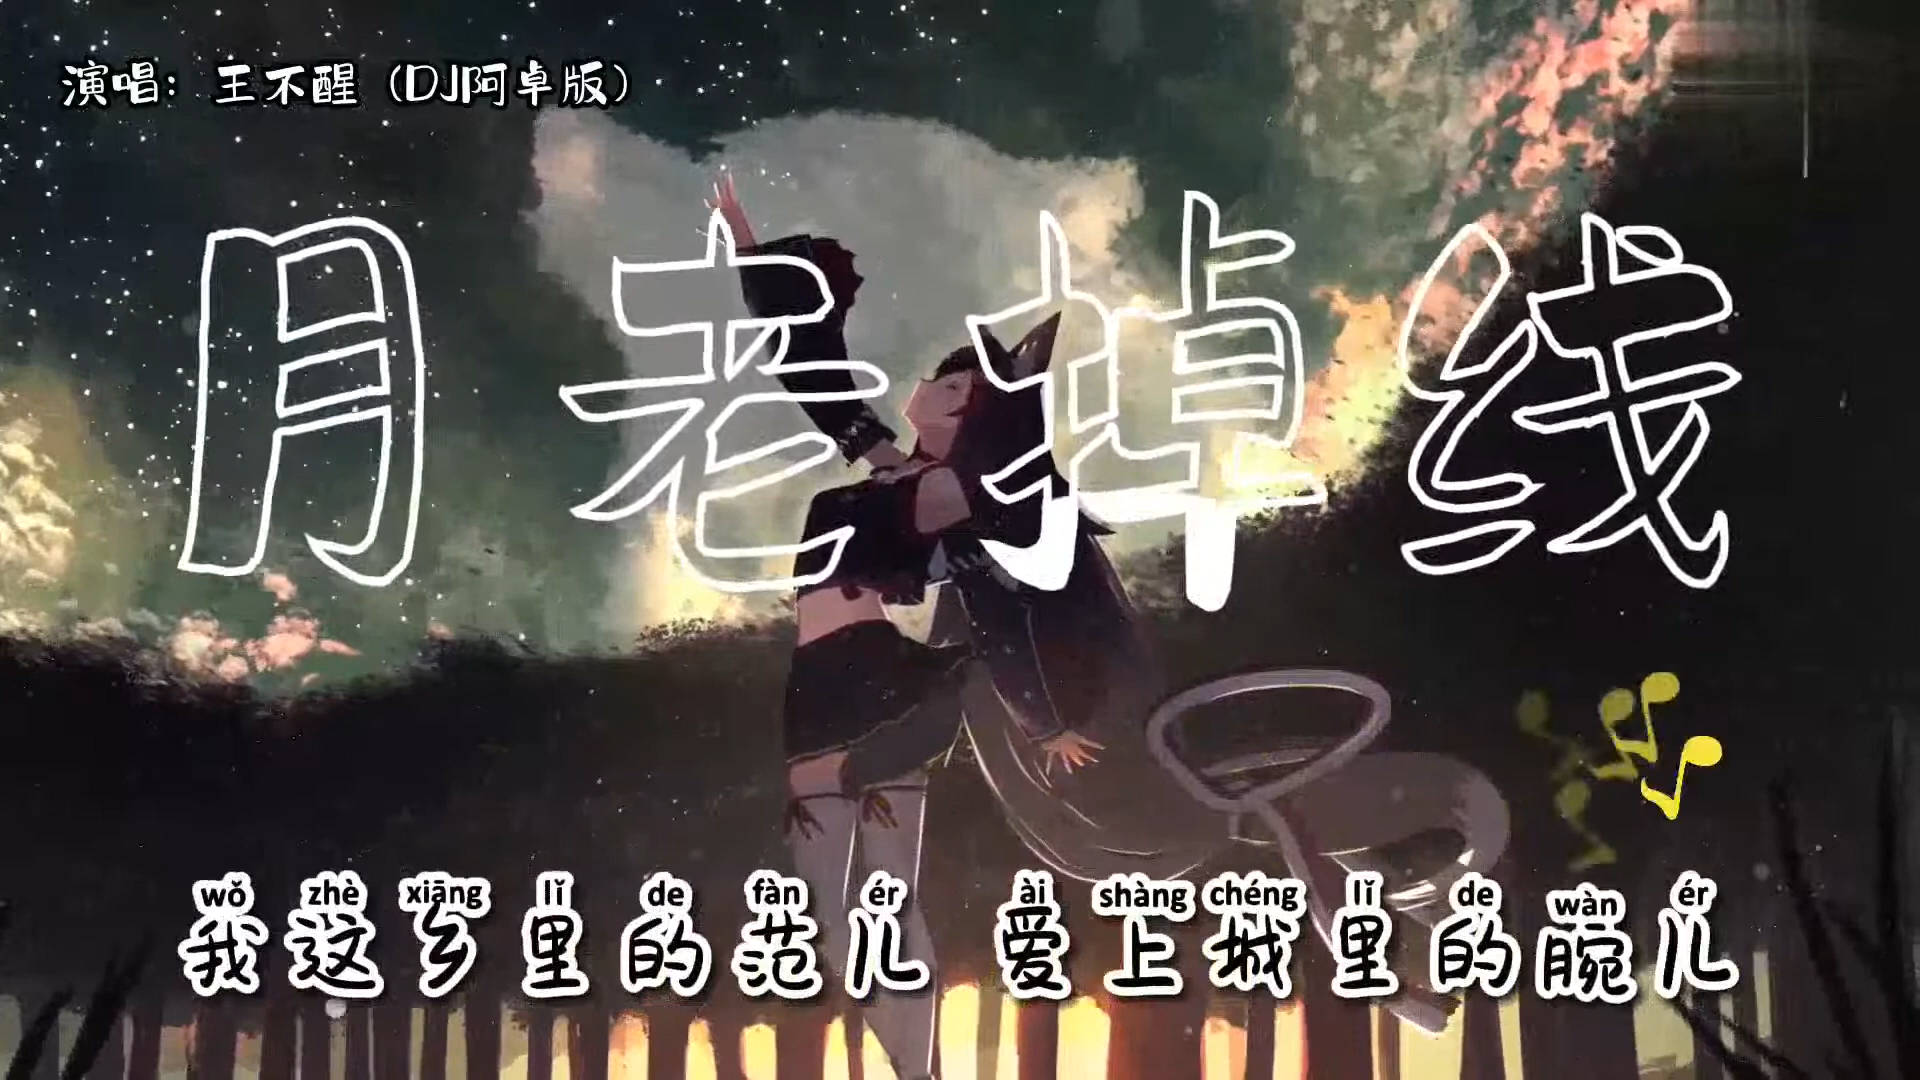 演唱：王不醒（DJ阿卓版）
月老掉线
wǒ zhè xiāng lǐ de fàn ér ài shàng chéng lǐ de wàn ér
我这乡里的范儿 爱上城里的腕儿